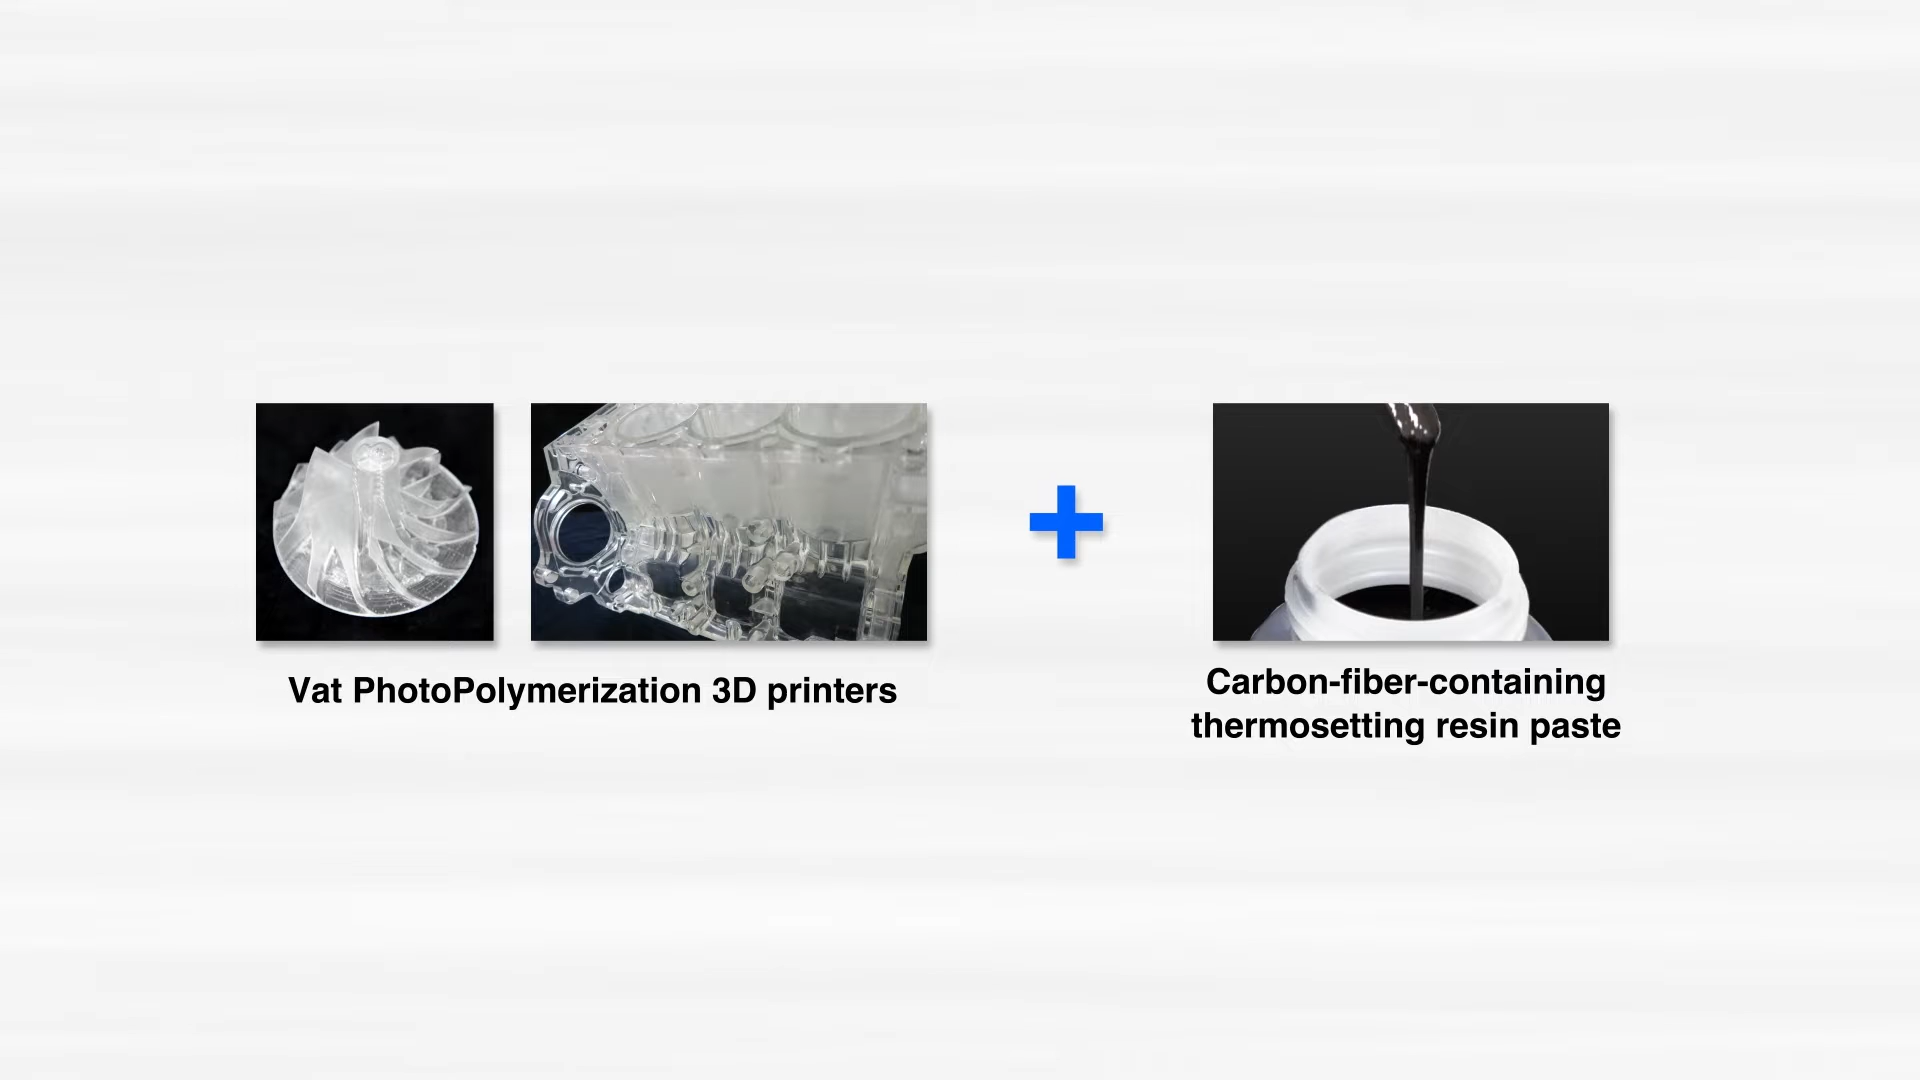 Vat PhotoPolymerization 3D printers
Carbon-fiber-containing
thermosetting resin paste